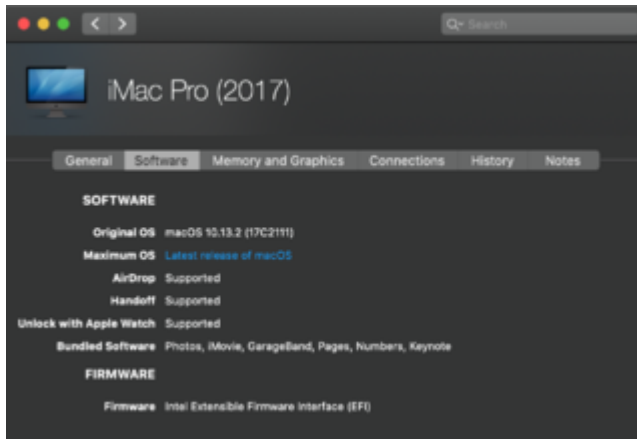 Search
iMac Pro (2017)
General Software Memory and Graphics Connections History Notes
SOFTWARE
Original OS macOS 10.13.2 (17C2111)
Maximum OS Latest release of macOS
AirDrop Supported
Handoff Supported
Unlock with Apple Watch Supported
Bundled Software Photos, iMovie, GarageBand, Pages, Numbers, Keynote
FIRMWARE
Firmware Intel Extensible Firmware Interface (EFI)